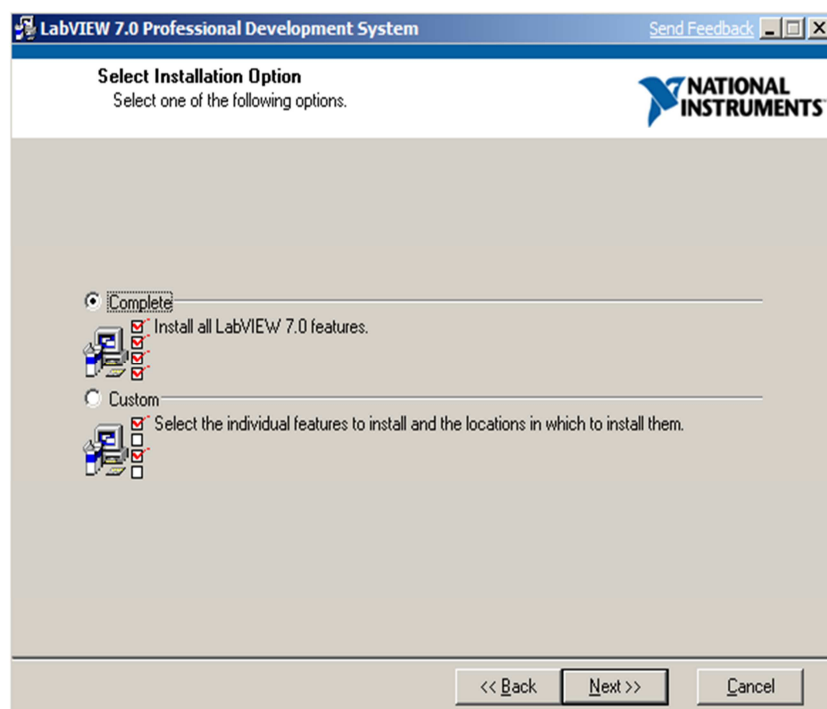 LabVIEW 7.0 Professional Development System
Send Feedback
Select Installation Option
Select one of the following options.
NATIONAL
INSTRUMENTS
Complete
Install all LabVIEW 7.0 features.
Custom
Select the individual features to install and the locations in which to install them.
<< Back
Next >>
Cancel